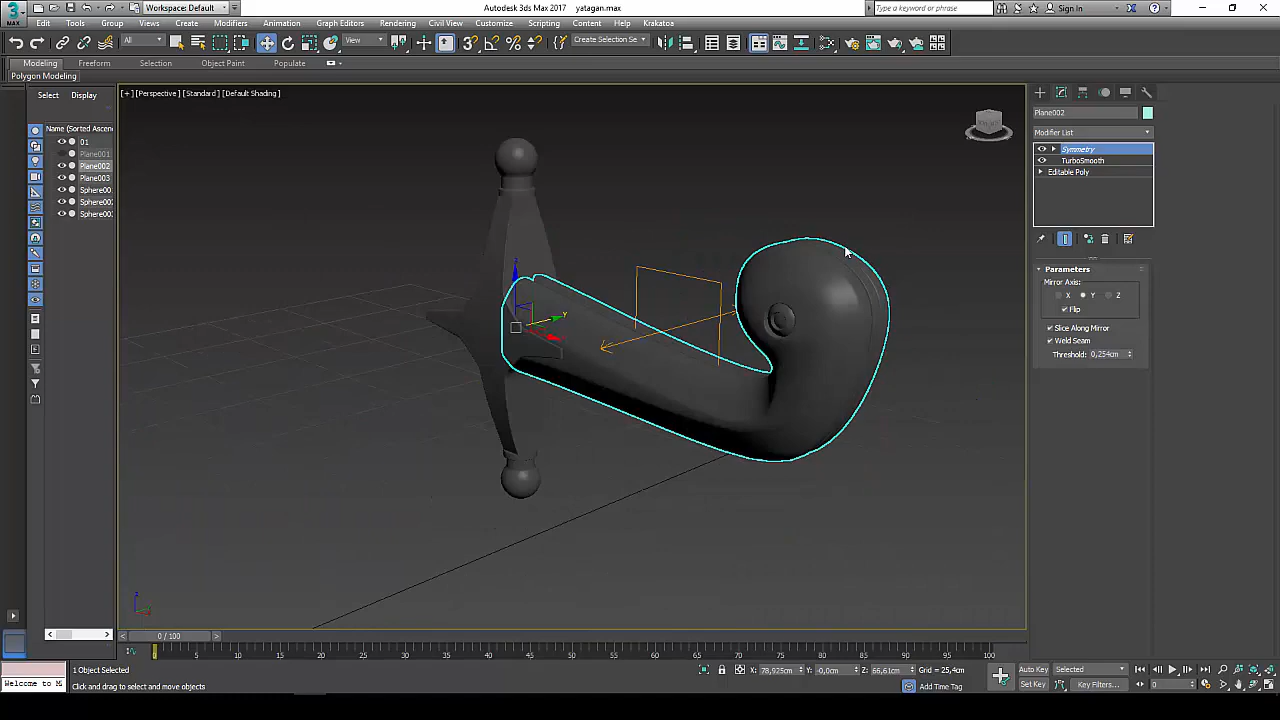 Workspace: Default
Autodesk 3ds Max 2017 yatagan.max
Type a keyword or phrase
Sign In
Edit Tools Group Views Create Modifiers Animation Graph Editors Rendering Civil View Customize Scripting Content Help Krakatoa
All View Create Selection Se
Modeling Freeform Selection Object Paint Populate
Polygon Modeling
Select Display
[+] [Perspective] [Standard] [Default Shading]
Name (Sorted Ascen
01
Plane001
Plane002
Plane003
Sphere00
Sphere00
Sphere00
Plane002
Modifier List
Symmetry
TurboSmooth
Editable Poly
Parameters
Mirror Axis:
X Y Z
Flip
Slice Along Mirror
Weld Seam
Threshold: 0,254cm
0 / 100
0 5 10 15 20 25 30 35 40 45 50 55 60 65 70 75 80 85 90 95 100
1 Object Selected
X: 78,925cm Y: -0,0cm Z: 66,61cm Grid = 25,4cm
Auto Key Selected
Welcome to M
Click and drag to select and move objects
Add Time Tag
Set Key Key Filters...
0